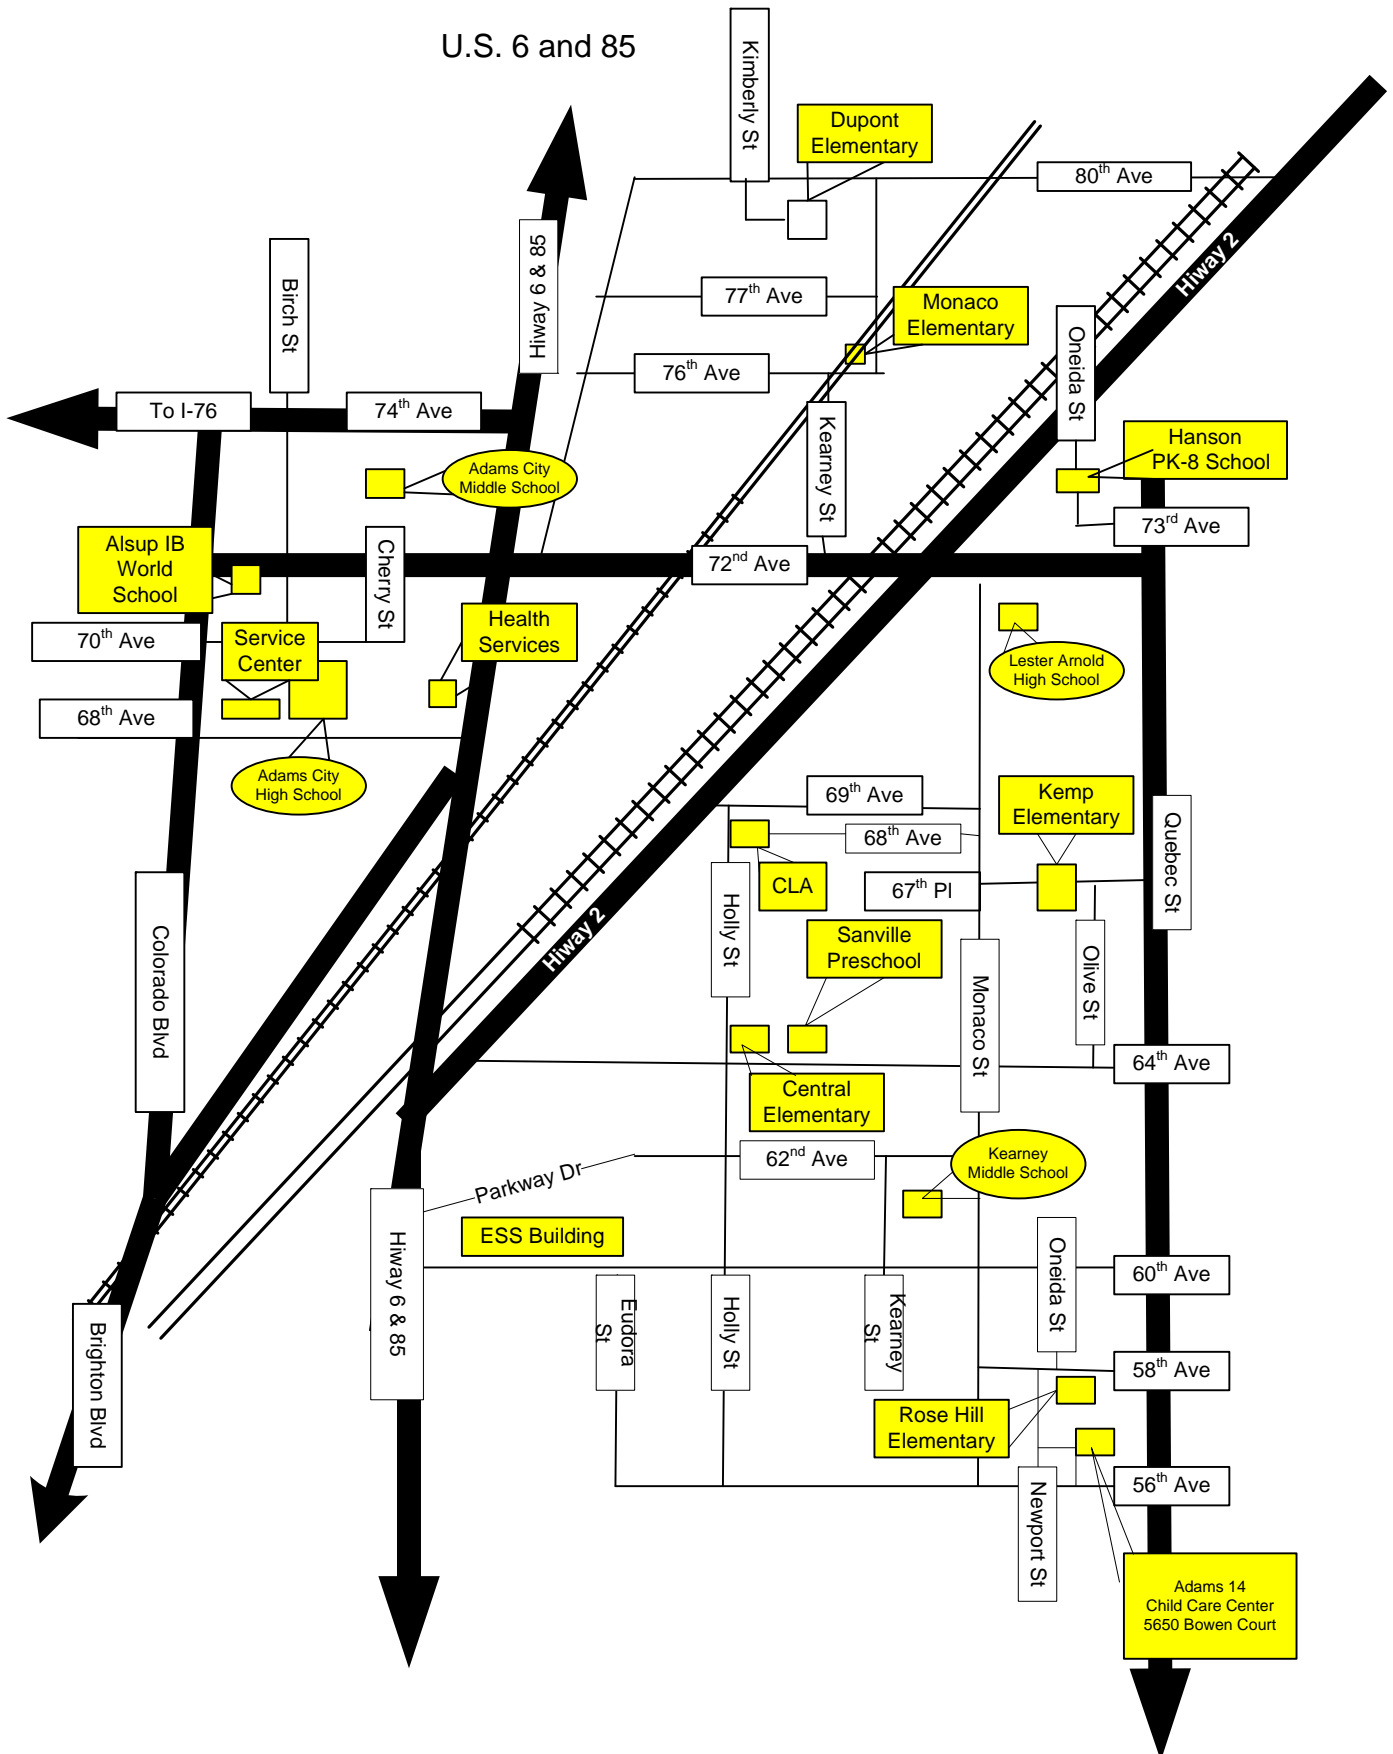 U.S. 6 and 85
Kimberly St
Dupont
Elementary
80th Ave
Hiway 6 & 85
Hiway 2
Birch St
77th Ave
Monaco
Elementary
Oneida St
76th Ave
To I-76
74th Ave
Kearney St
Hanson
PK-8 School
Adams City
Middle School
73rd Ave
Alsup IB
World
School
Cherry St
72nd Ave
70th Ave
Service
Center
Health
Services
Lester Arnold
High School
68th Ave
Adams City
High School
69th Ave
Kemp
Elementary
68th Ave
Quebec St
CLA
67th Pl
Holly St
Hiway 2
Sanville
Preschool
Colorado Blvd
Monaco St
Olive St
64th Ave
Central
Elementary
62nd Ave
Kearney
Middle School
Parkway Dr
ESS Building
Hiway 6 & 85
Oneida St
60th Ave
Eudora
St
Holly St
Kearney
St
Brighton Blvd
58th Ave
Rose Hill
Elementary
56th Ave
Newport St
Adams 14
Child Care Center
5650 Bowen Court